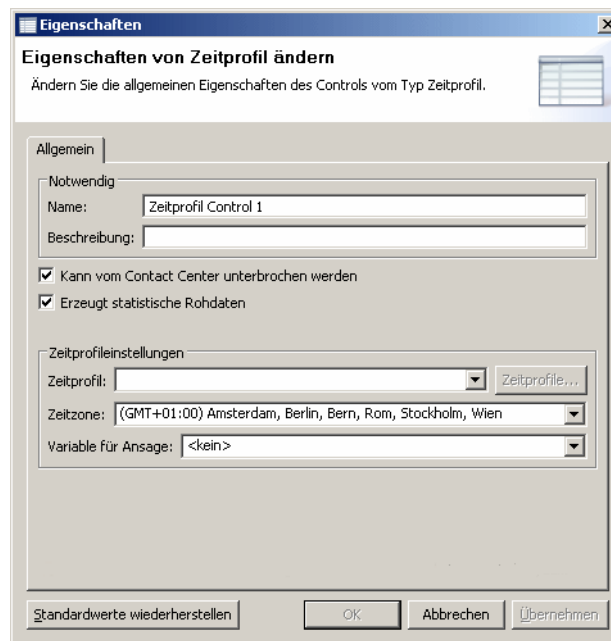 Eigenschaften
Eigenschaften von Zeitprofil ändern
Ändern Sie die allgemeinen Eigenschaften des Controls vom Typ Zeitprofil.
Allgemein
Notwendig
Name: Zeitprofil Control 1
Beschreibung:
Kann vom Contact Center unterbrochen werden
Erzeugt statistische Rohdaten
Zeitprofileinstellungen
Zeitprofil: Zeitprofile...
Zeitzone: (GMT+01:00) Amsterdam, Berlin, Bern, Rom, Stockholm, Wien
Variable für Ansage: <kein>
Standardwerte wiederherstellen OK Abbrechen Übernehmen